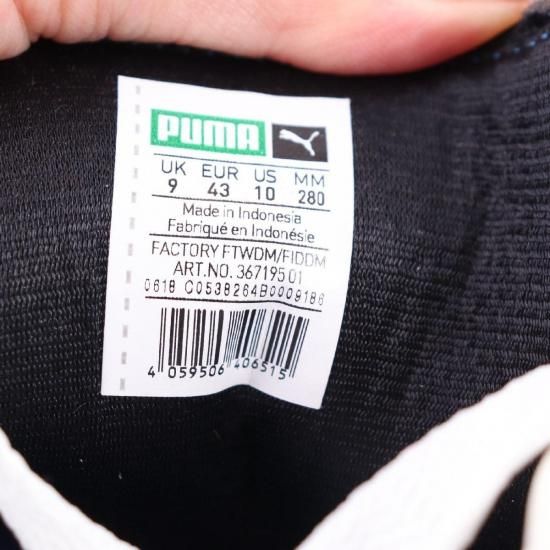 PUMA
UK EUR US MM
9 43 10 280
Made in Indonesia
Fabriqué en Indonésie
FACTORY FTWDM/FIDDM
ART.NO. 367195 01
0618 C0538264B0009186
4 059506 406515